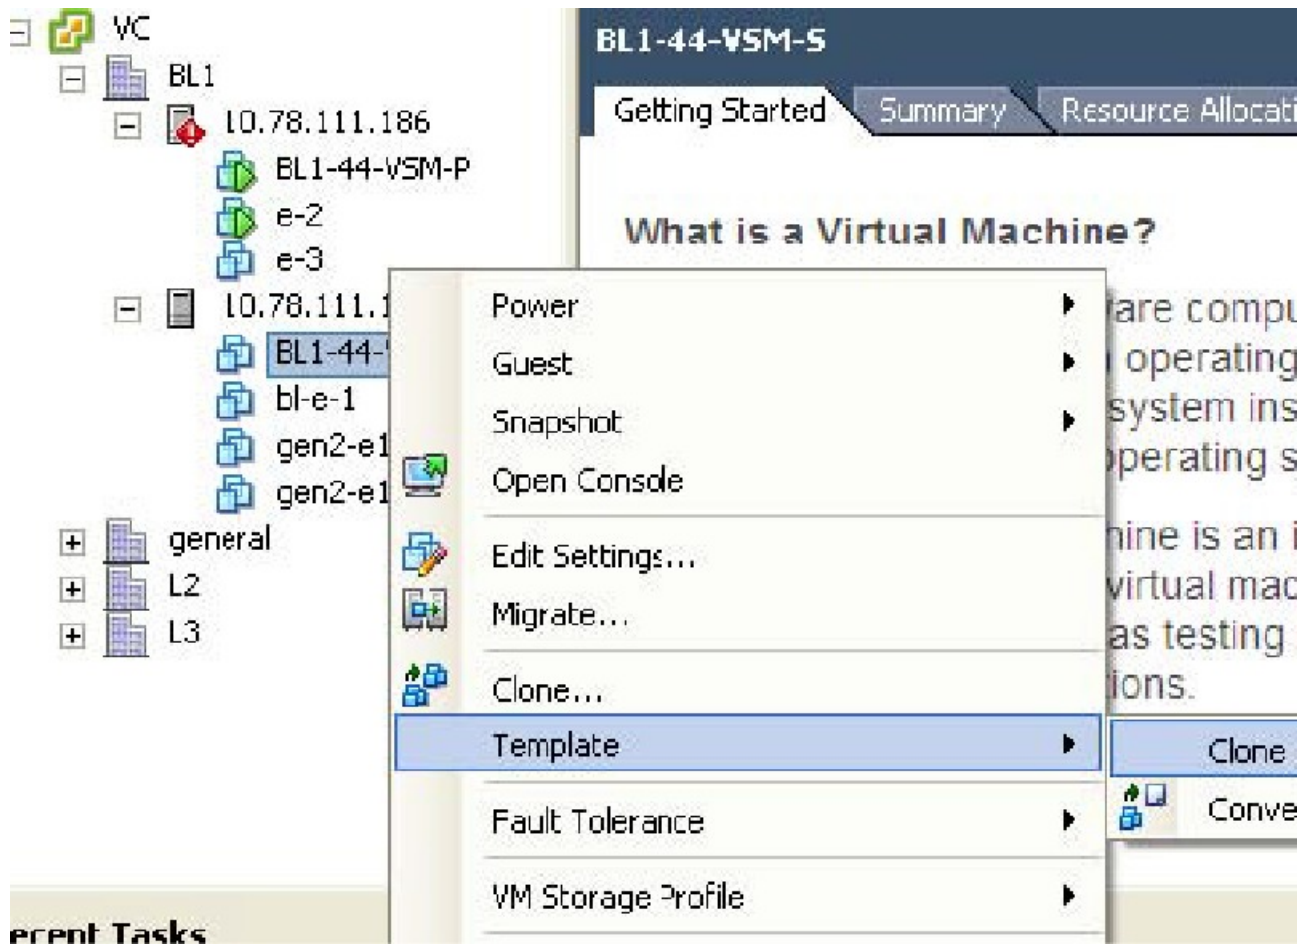 VC
BL1
10.78.111.186
BL1-44-VSM-P
e-2
e-3
10.78.111.1
BL1-44-
bl-e-1
gen2-e1
gen2-e1
general
L2
L3
BL1-44-VSM-S
Getting Started
Summary
Resource Allocati
What is a Virtual Machine?
are compu
operating
system ins
operating s
hine is an i
virtual mac
as testing
ions.
Power
Guest
Snapshot
Open Console
Edit Settings...
Migrate...
Clone...
Template
Fault Tolerance
VM Storage Profile
Clone
Conve
ecent Tasks